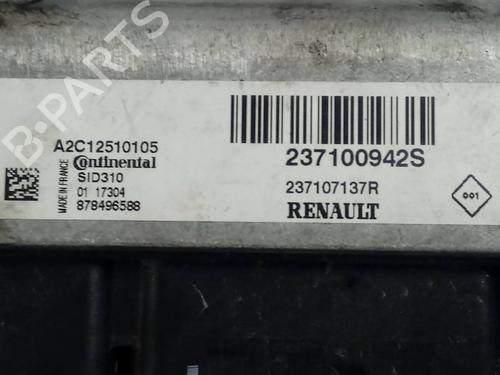 B-PARTS
A2C12510105
Continental
SID310
01 17304
878496588
MADE IN FRANCE
237100942S
237107137R
RENAULT
001